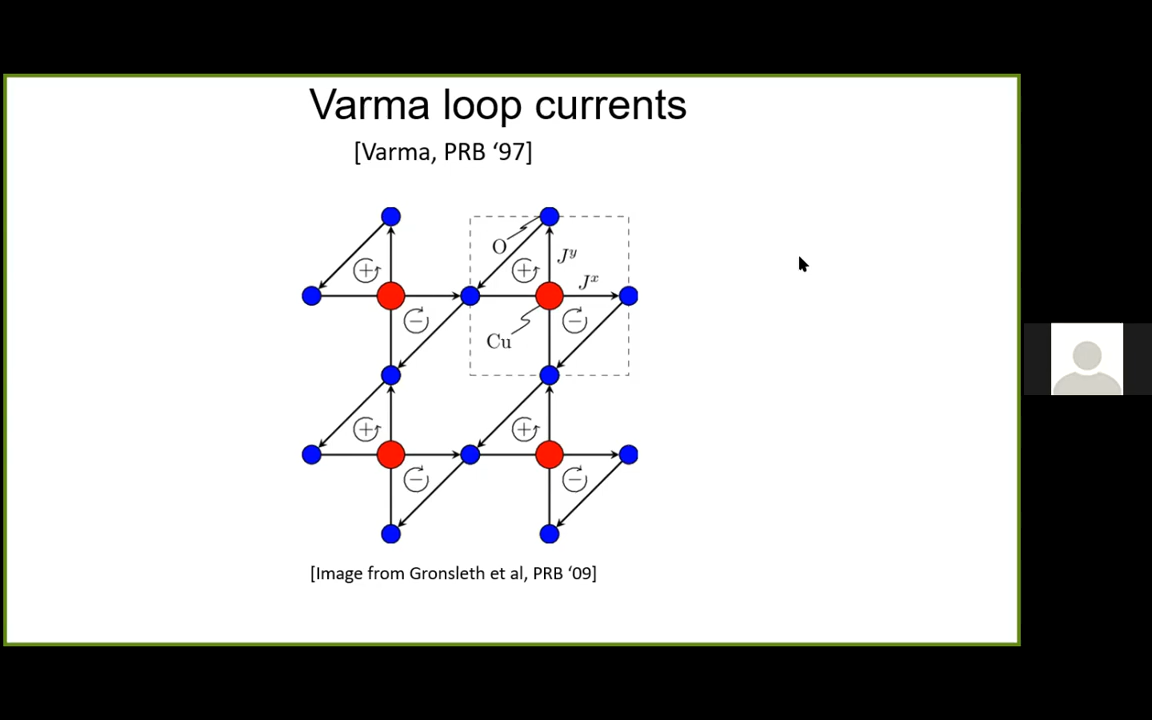 Varma loop currents
[Varma, PRB ‘97]
O
+
+
J^y
J^x
−
−
Cu
+
+
−
−
[Image from Gronsleth et al, PRB ‘09]